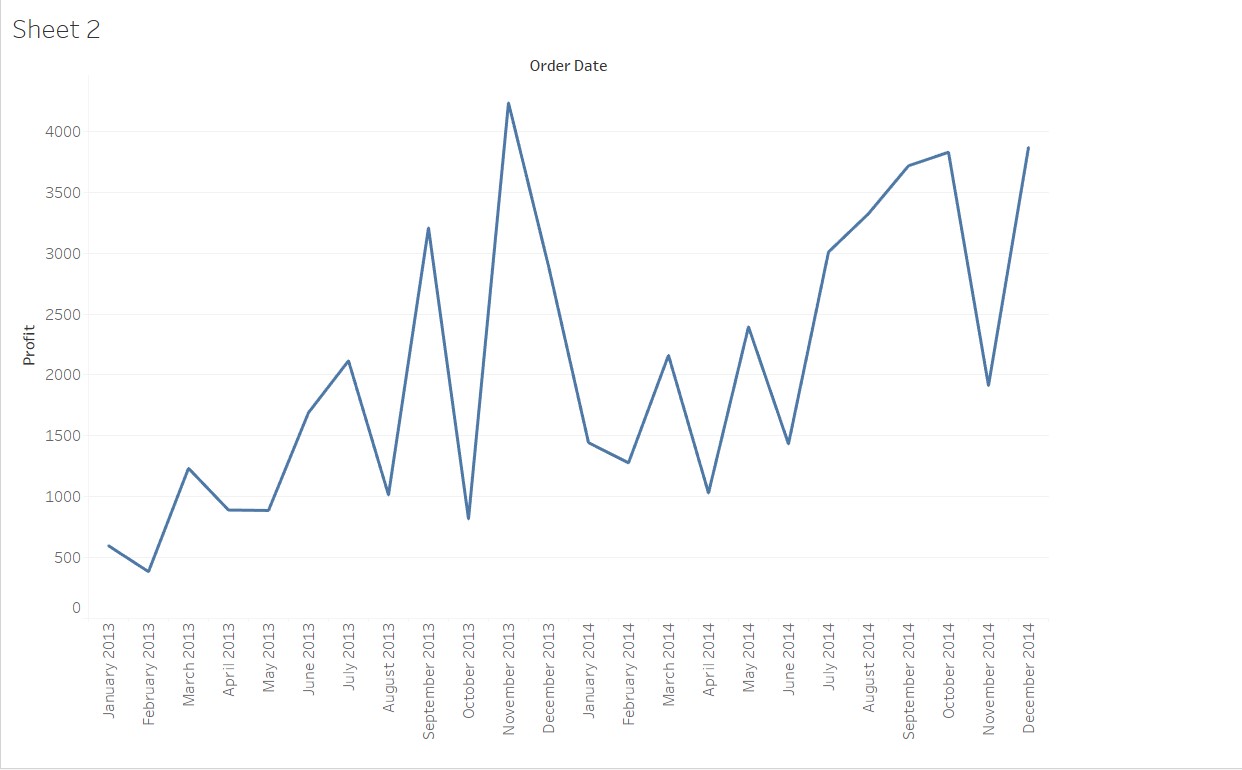 Sheet 2
Order Date
Profit
4000
3500
3000
2500
2000
1500
1000
500
0
January 2013
February 2013
March 2013
April 2013
May 2013
June 2013
July 2013
August 2013
September 2013
October 2013
November 2013
December 2013
January 2014
February 2014
March 2014
April 2014
May 2014
June 2014
July 2014
August 2014
September 2014
October 2014
November 2014
December 2014